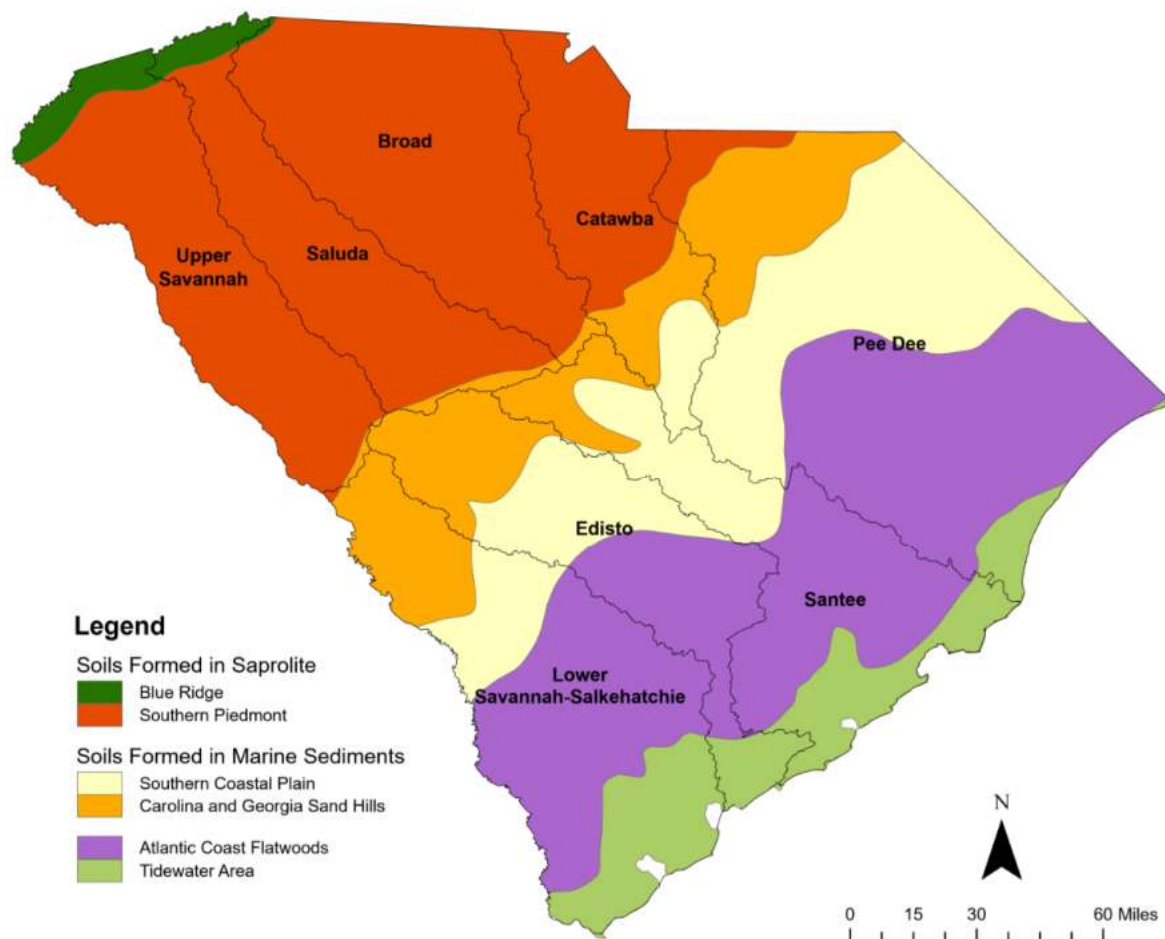 Broad
Catawba
Upper
Savannah
Saluda
Pee Dee
Edisto
Santee
Lower
Savannah-Salkehatchie
Legend
Soils Formed in Saprolite
Blue Ridge
Southern Piedmont
Soils Formed in Marine Sediments
Southern Coastal Plain
Carolina and Georgia Sand Hills
Atlantic Coast Flatwoods
Tidewater Area
N
0 15 30 60 Miles